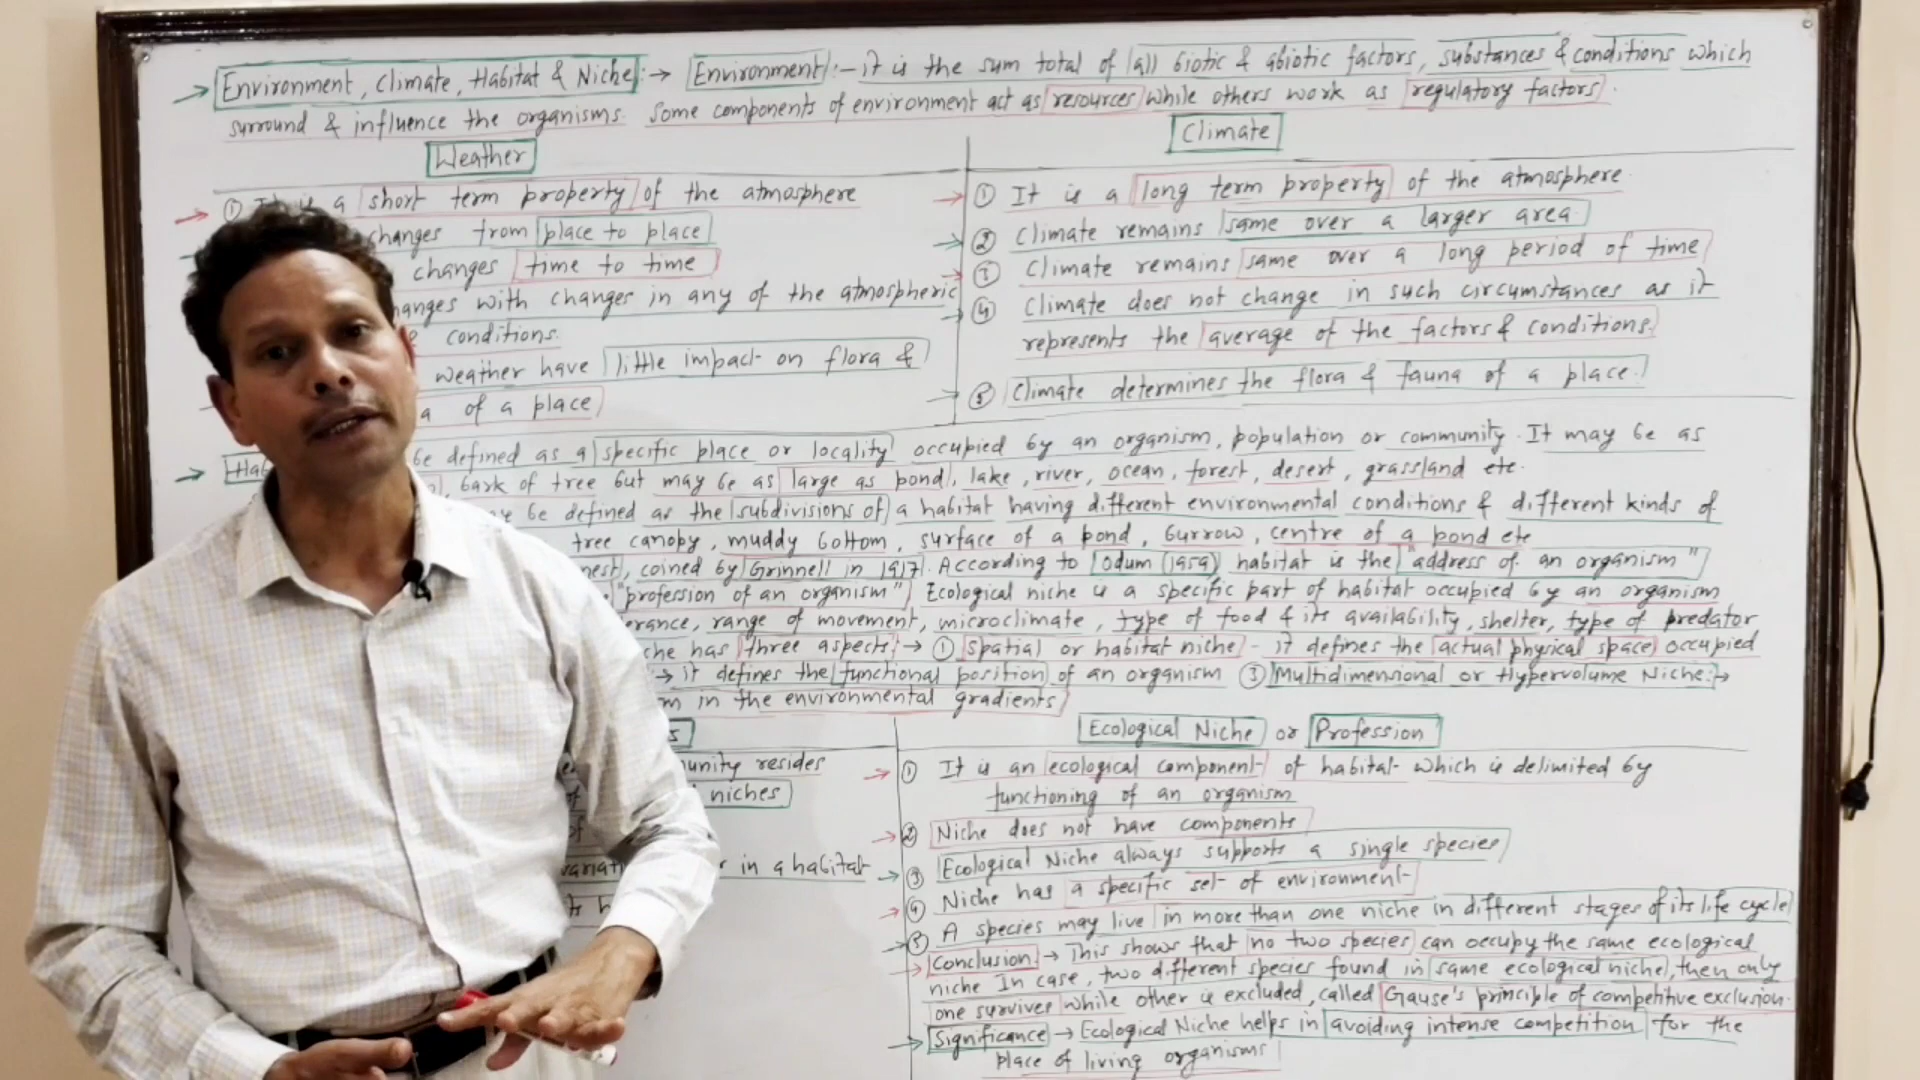 Environment, Climate, Habitat & Niche :→ Environment :- it is the sum total of all biotic & abiotic factors, substances & conditions which
surround & influence the organisms. Some components of environment act as resources while others work as regulatory factors.
Weather
① It is a short term property of the atmosphere
changes from place to place
changes time to time
changes with changes in any of the atmospheric
& conditions.
weather have little impact on flora &
a of a place
Climate
① It is a long term property of the atmosphere
② Climate remains same over a larger area.
③ Climate remains same over a long period of time
④ Climate does not change in such circumstances as it
represents the average of the factors & conditions.
⑤ Climate determines the flora & fauna of a place.
be defined as a specific place or locality occupied by an organism, population or community. It may be as
, bark of tree but may be as large as pond, lake, river, ocean, forest, desert, grassland etc.
be defined as the subdivisions of a habitat having different environmental conditions & different kinds of
tree canopy, muddy bottom, surface of a pond, burrow, centre of a pond etc
nest, coined by Grinnell in 1917. According to Odum (1959) habitat is the "address of an organism"
"profession of an organism" Ecological niche is a specific part of habitat occupied by an organism
erance, range of movement, microclimate, type of food & its availability, shelter, type of predator
che has three aspects :→ ① Spatial or habitat niche - it defines the actual physical space occupied
→ it defines the functional position of an organism ③ Multidimensional or Hypervolume Niche :→
m in the environmental gradients
unity resides
niches.
variati in a habitat
Ecological Niche or Profession
① It is an ecological component of habitat which is delimited by
functioning of an organism
② Niche does not have components
③ Ecological Niche always supports a single species
④ Niche has a specific set of environment
⑤ A species may live in more than one niche in different stages of its life cycle
Conclusion → This shows that no two species can occupy the same ecological
niche In case, two different species found in same ecological niche, then only
one survives while other is excluded, called Gause's principle of competitive exclusion.
Significance → Ecological Niche helps in avoiding intense competition for the
place of living organisms